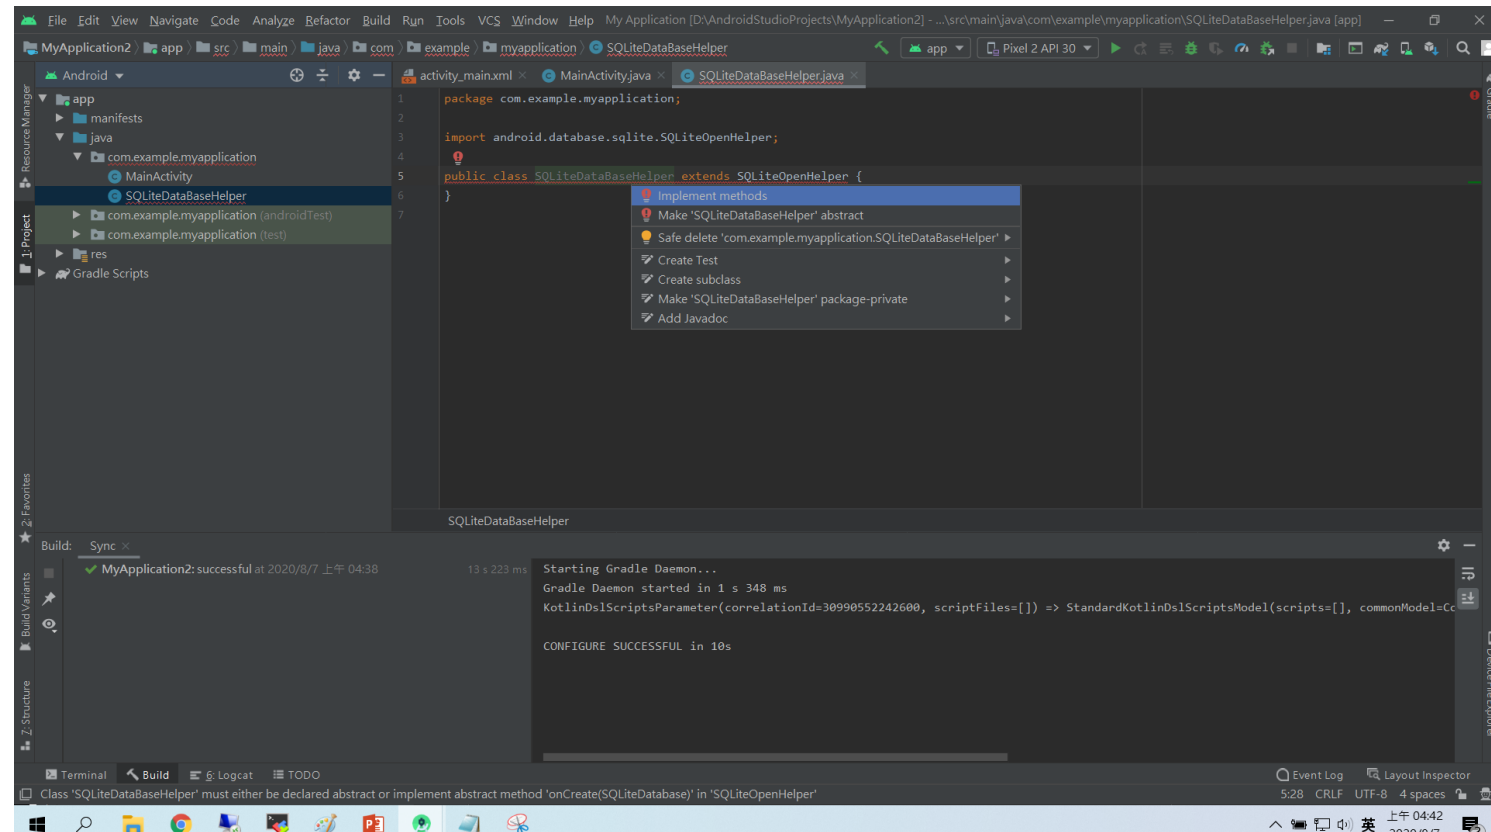 File Edit View Navigate Code Analyze Refactor Build Run Tools VCS Window Help My Application [D:\AndroidStudioProjects\MyApplication2] - ...\src\main\java\com\example\myapplication\SQLiteDataBaseHelper.java [app]
MyApplication2 app src main java com example myapplication SQLiteDataBaseHelper app Pixel 2 API 30
Android activity_main.xml MainActivity.java SQLiteDataBaseHelper.java
Resource Manager
1: Project
2: Favorites
Build Variants
Z: Structure
Gradle
Device File Explorer
app
manifests
java
com.example.myapplication
MainActivity
SQLiteDataBaseHelper
com.example.myapplication (androidTest)
com.example.myapplication (test)
res
Gradle Scripts
1 package com.example.myapplication;
2
3 import android.database.sqlite.SQLiteOpenHelper;
4
5 public class SQLiteDataBaseHelper extends SQLiteOpenHelper {
6 }
7
Implement methods
Make 'SQLiteDataBaseHelper' abstract
Safe delete 'com.example.myapplication.SQLiteDataBaseHelper'
Create Test
Create subclass
Make 'SQLiteDataBaseHelper' package-private
Add Javadoc
SQLiteDataBaseHelper
Build: Sync
MyApplication2: successful at 2020/8/7 上午 04:38 13 s 223 ms
Starting Gradle Daemon...
Gradle Daemon started in 1 s 348 ms
KotlinDslScriptsParameter(correlationId=30990552242600, scriptFiles=[]) => StandardKotlinDslScriptsModel(scripts=[], commonModel=Co
CONFIGURE SUCCESSFUL in 10s
Terminal Build 6: Logcat TODO Event Log Layout Inspector
Class 'SQLiteDataBaseHelper' must either be declared abstract or implement abstract method 'onCreate(SQLiteDatabase)' in 'SQLiteOpenHelper' 5:28 CRLF UTF-8 4 spaces
英 上午 04:42
2020/8/7